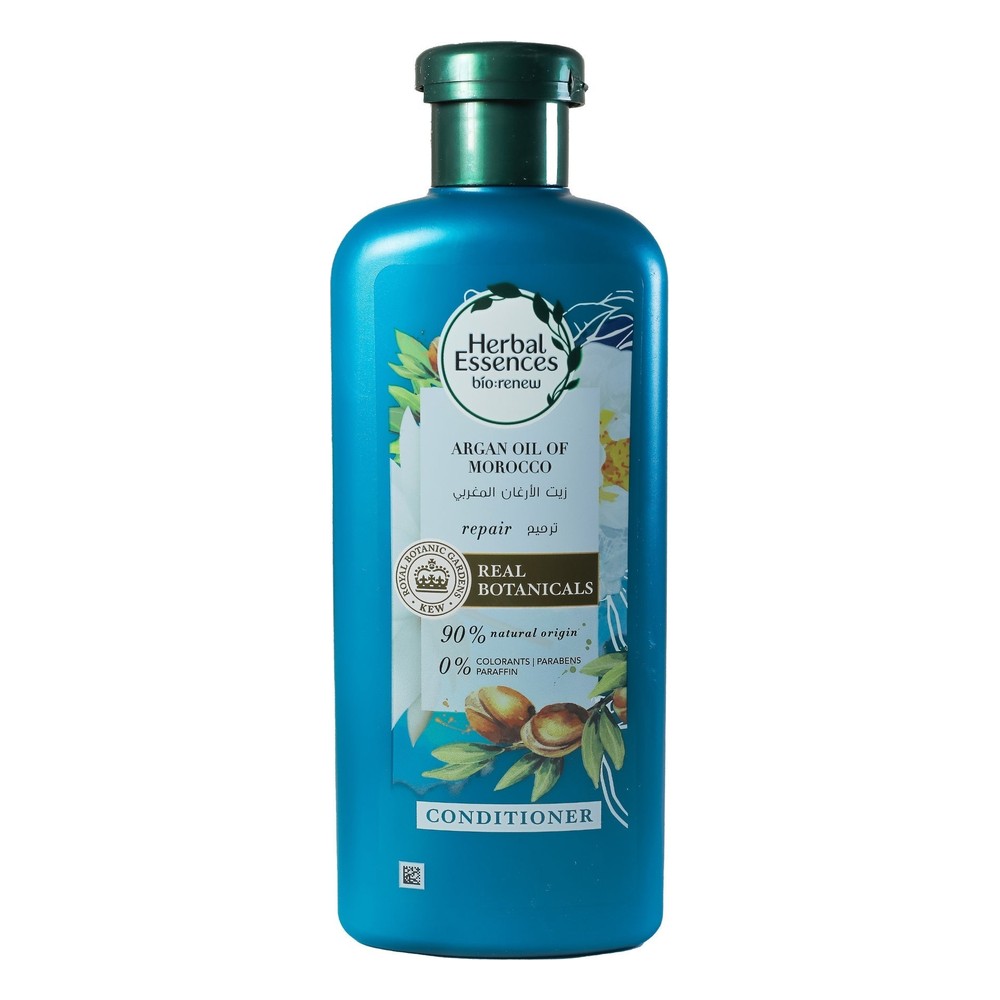 Herbal
Essences
bío:renew
ARGAN OIL OF
MOROCCO
زيت الأرغان المغربي
repair ترميم
ROYAL BOTANIC GARDENS
• KEW •
REAL
BOTANICALS
90% natural origin
0% COLORANTS | PARABENS
PARAFFIN
CONDITIONER